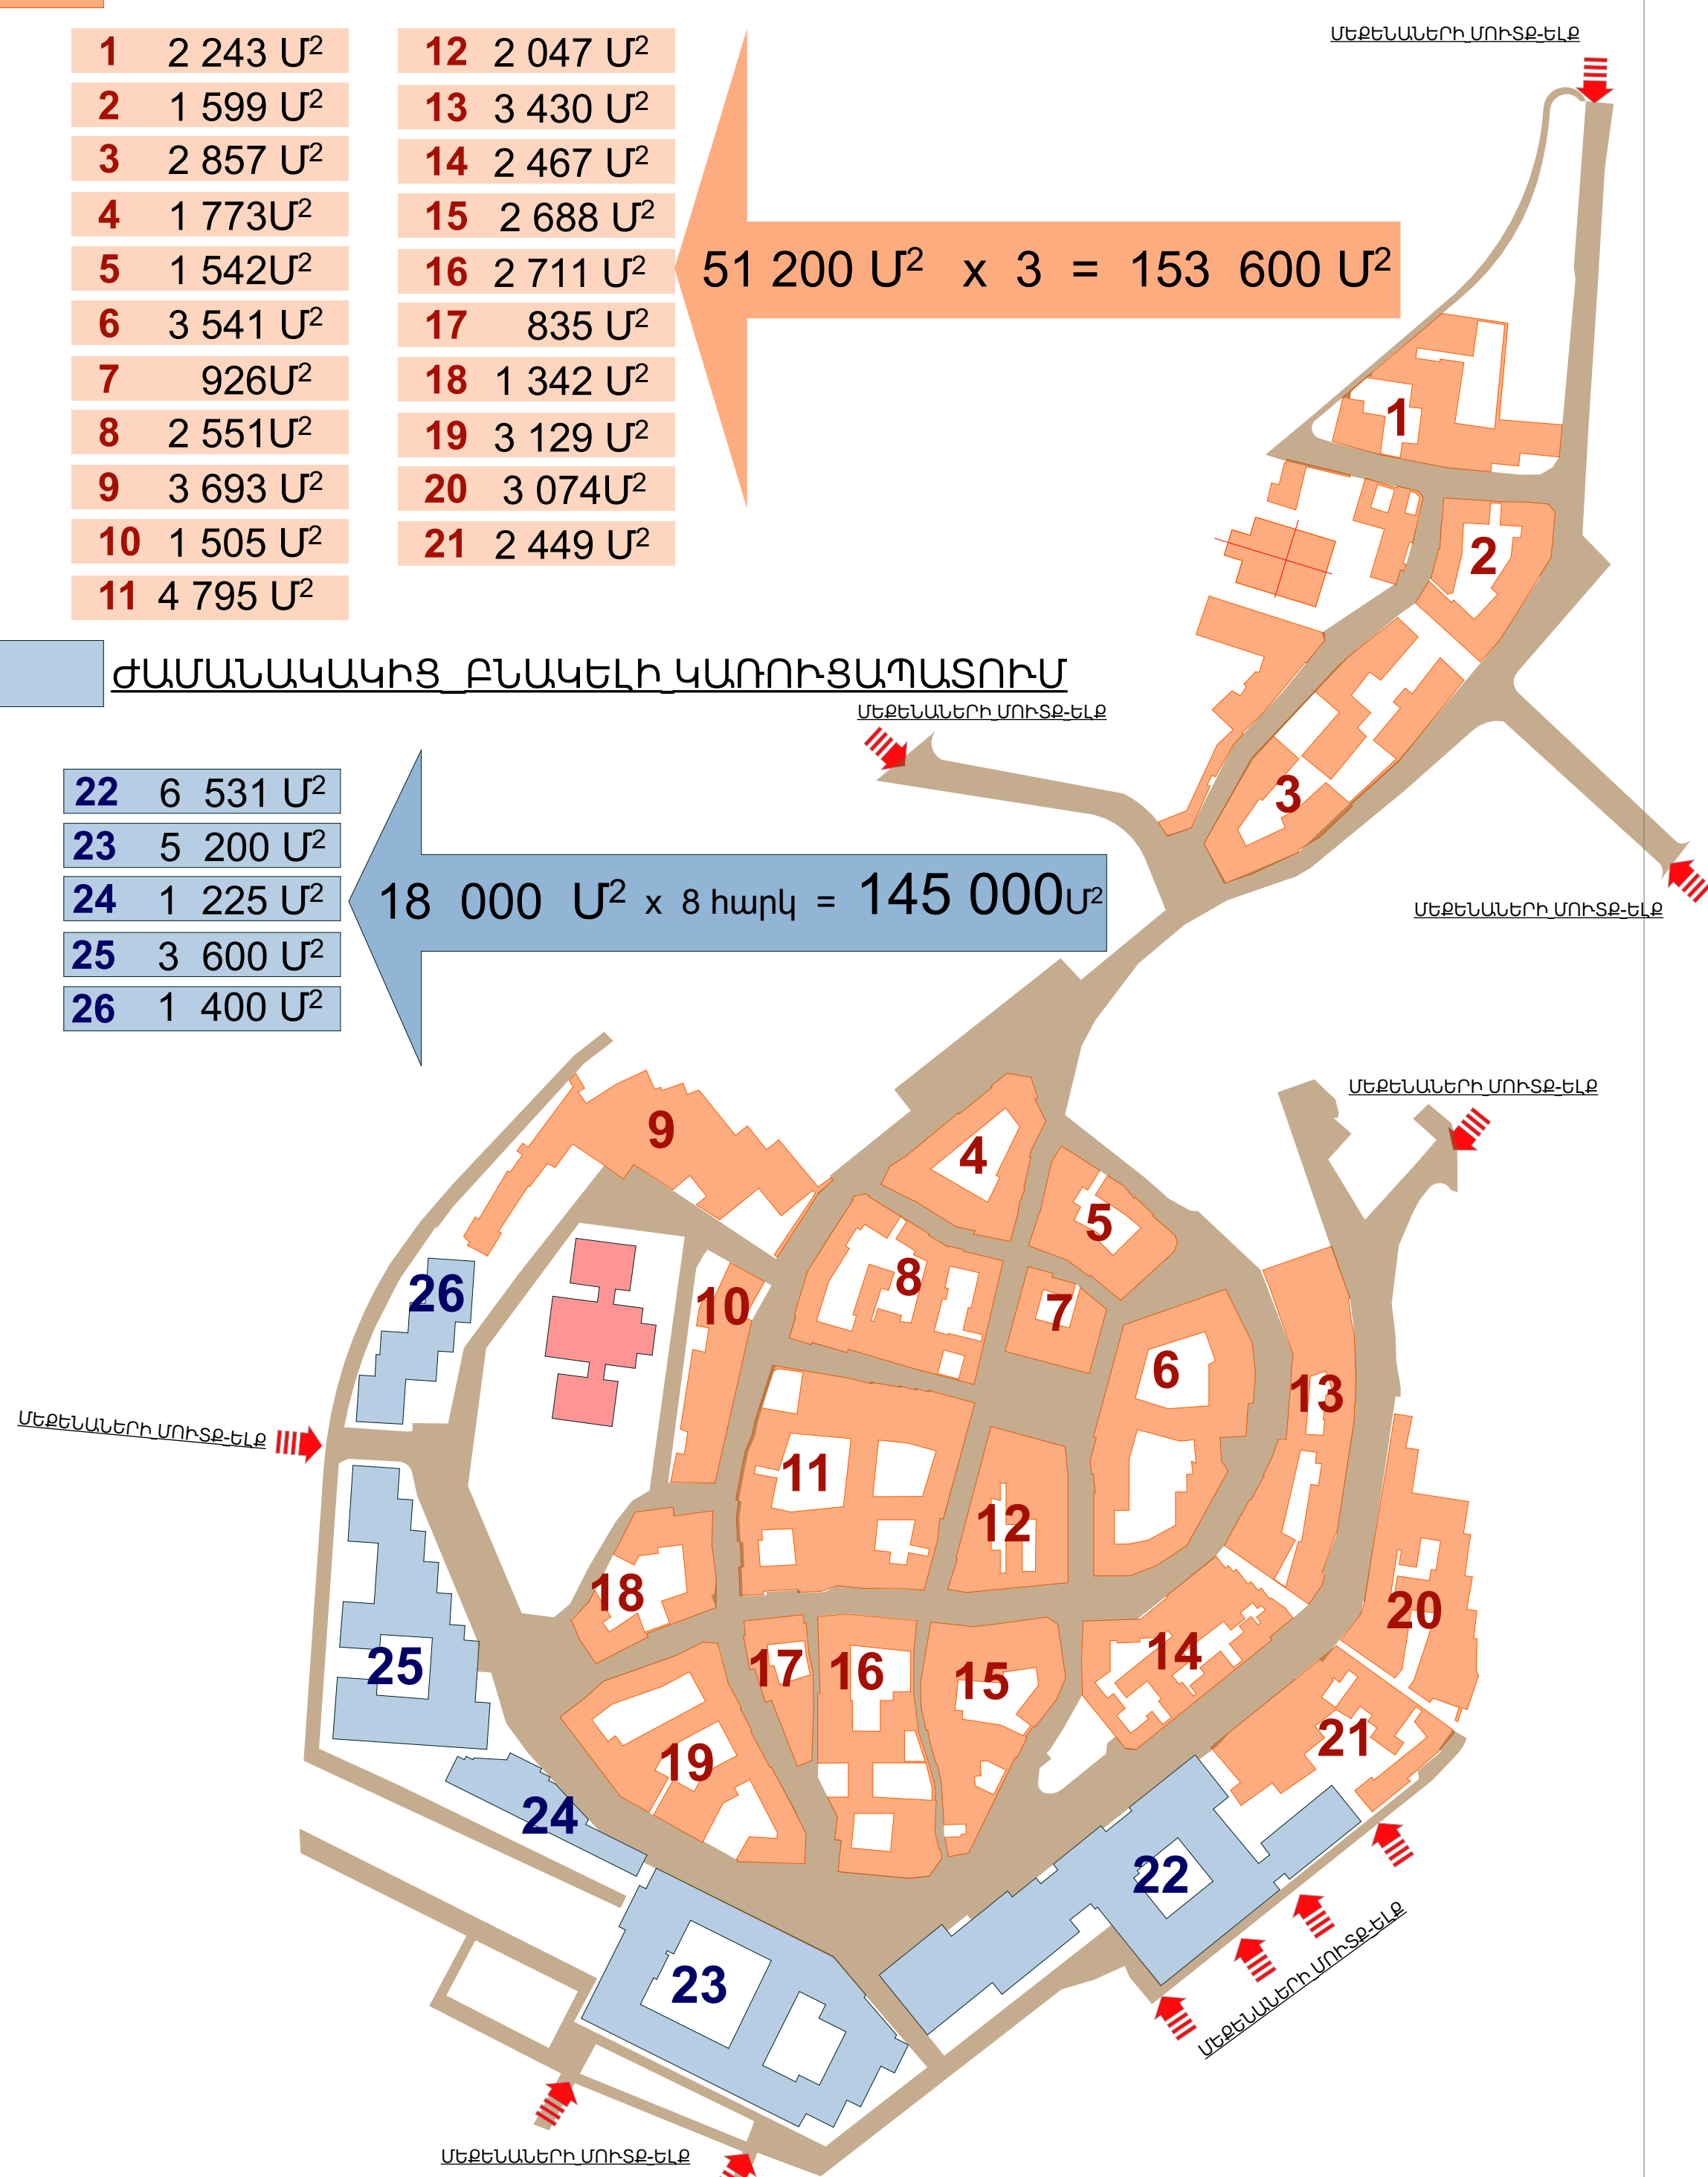 1 2 243 Մ²
2 1 599 Մ²
3 2 857 Մ²
4 1 773Մ²
5 1 542Մ²
6 3 541 Մ²
7 926Մ²
8 2 551Մ²
9 3 693 Մ²
10 1 505 Մ²
11 4 795 Մ²
12 2 047 Մ²
13 3 430 Մ²
14 2 467 Մ²
15 2 688 Մ²
16 2 711 Մ²
17 835 Մ²
18 1 342 Մ²
19 3 129 Մ²
20 3 074Մ²
21 2 449 Մ²
51 200 Մ² x 3 = 153 600 Մ²
ՄԵՔԵՆԱՆԵՐԻ ՄՈՒՏՔ-ԵԼՔ
1
2
3
ԺԱՄԱՆԱԿԱԿԻՑ ԲՆԱԿԵԼԻ ԿԱՌՈՒՑԱՊԱՏՈՒՄ
ՄԵՔԵՆԱՆԵՐԻ ՄՈՒՏՔ-ԵԼՔ
22 6 531 Մ²
23 5 200 Մ²
24 1 225 Մ²
25 3 600 Մ²
26 1 400 Մ²
18 000 Մ² x 8 հարկ = 145 000Մ²
ՄԵՔԵՆԱՆԵՐԻ ՄՈՒՏՔ-ԵԼՔ
ՄԵՔԵՆԱՆԵՐԻ ՄՈՒՏՔ-ԵԼՔ
9
4
5
8
26
10
7
6
13
ՄԵՔԵՆԱՆԵՐԻ ՄՈՒՏՔ-ԵԼՔ
11
12
18
20
25
17
16
15
14
19
21
24
22
23
ՄԵՔԵՆԱՆԵՐԻ ՄՈՒՏՔ-ԵԼՔ
ՄԵՔԵՆԱՆԵՐԻ ՄՈՒՏՔ-ԵԼՔ